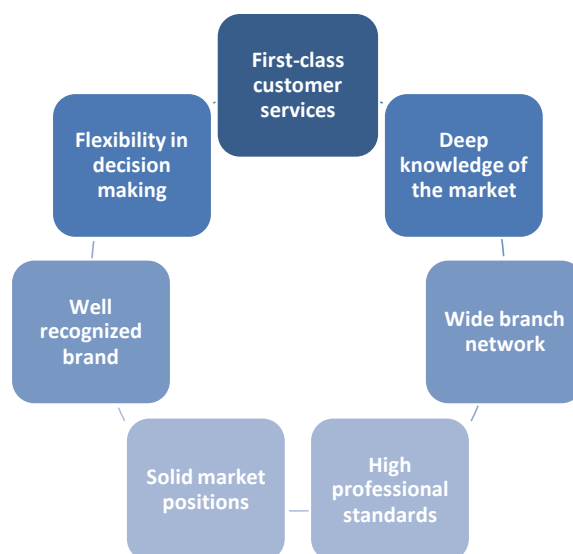 First-class
customer
services
Deep
knowledge of
the market
Wide branch
network
High
professional
standards
Solid market
positions
Well
recognized
brand
Flexibility in
decision
making